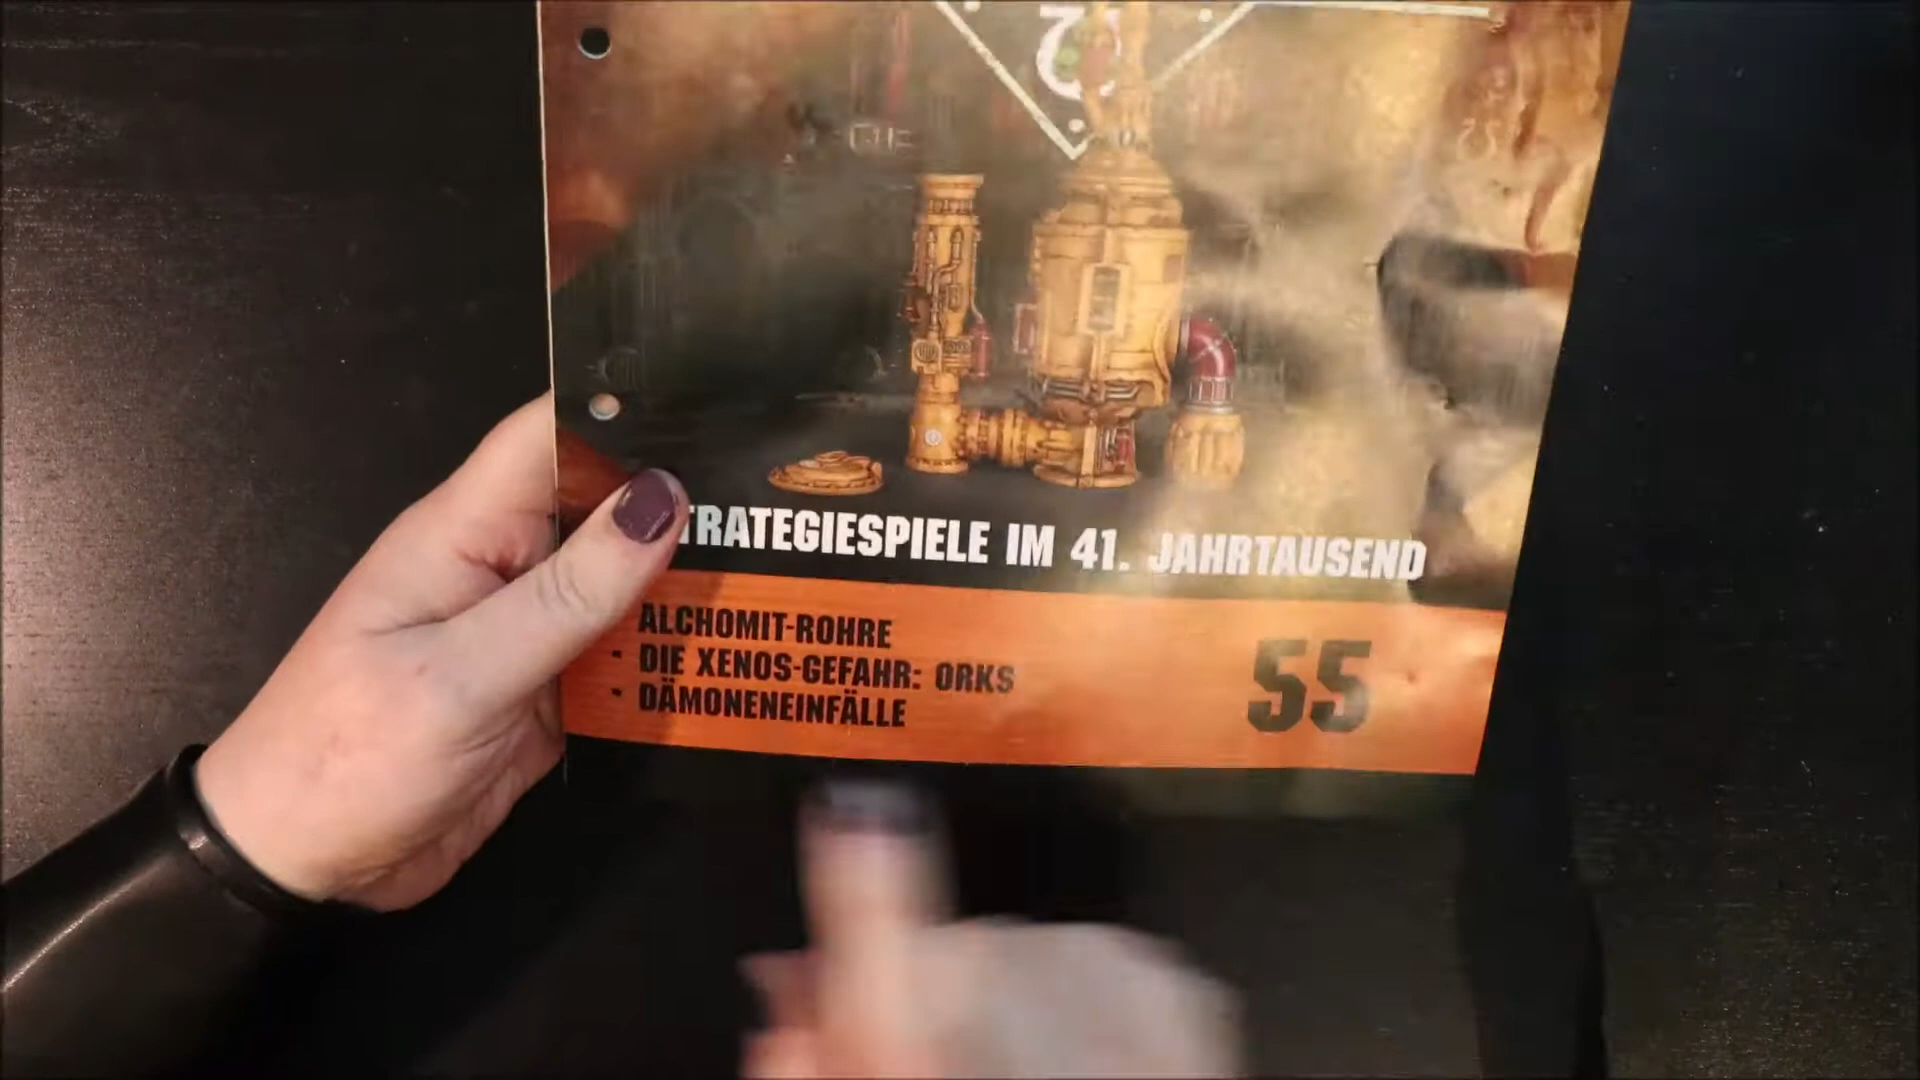 TRATEGIESPIELE IM 41. JAHRTAUSEND
ALCHOMIT-ROHRE
· DIE XENOS-GEFAHR: ORKS
· DÄMONENEINFÄLLE
55